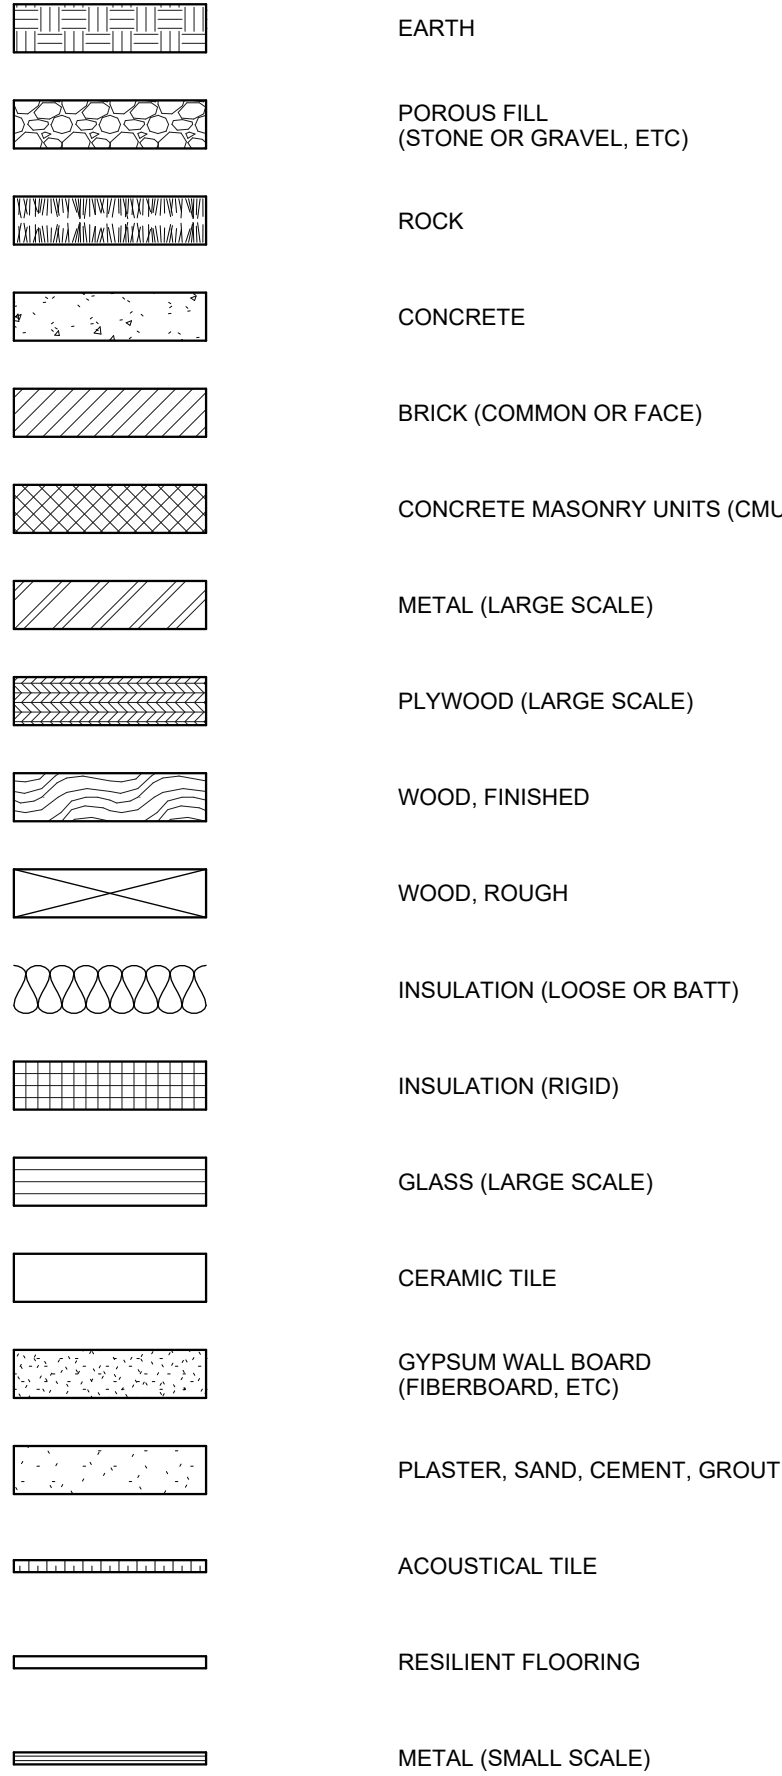 EARTH
POROUS FILL
(STONE OR GRAVEL, ETC)
ROCK
CONCRETE
BRICK (COMMON OR FACE)
CONCRETE MASONRY UNITS (CMU
METAL (LARGE SCALE)
PLYWOOD (LARGE SCALE)
WOOD, FINISHED
WOOD, ROUGH
INSULATION (LOOSE OR BATT)
INSULATION (RIGID)
GLASS (LARGE SCALE)
CERAMIC TILE
GYPSUM WALL BOARD
(FIBERBOARD, ETC)
PLASTER, SAND, CEMENT, GROUT
ACOUSTICAL TILE
RESILIENT FLOORING
METAL (SMALL SCALE)